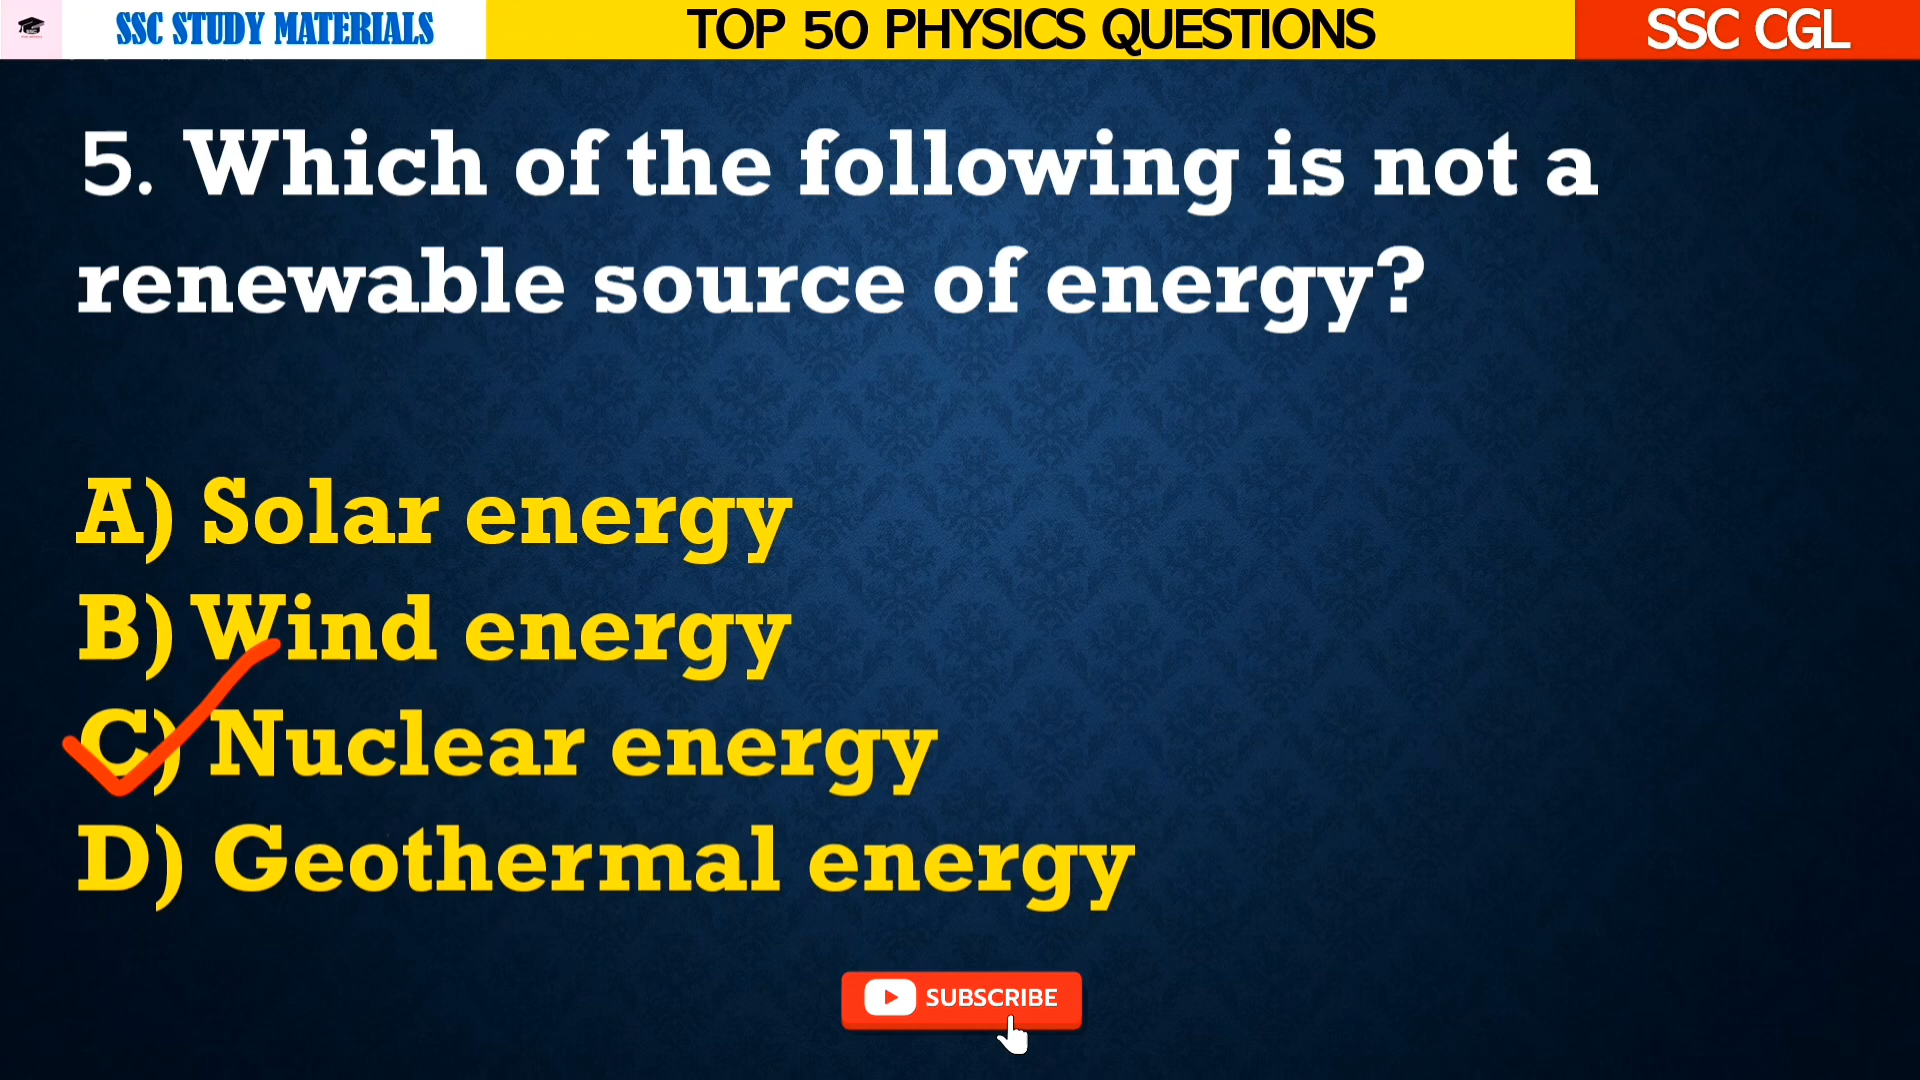 SSC STUDY MATERIALS
TOP 50 PHYSICS QUESTIONS
SSC CGL
5. Which of the following is not a
renewable source of energy?
A) Solar energy
B) Wind energy
C) Nuclear energy
D) Geothermal energy
SUBSCRIBE